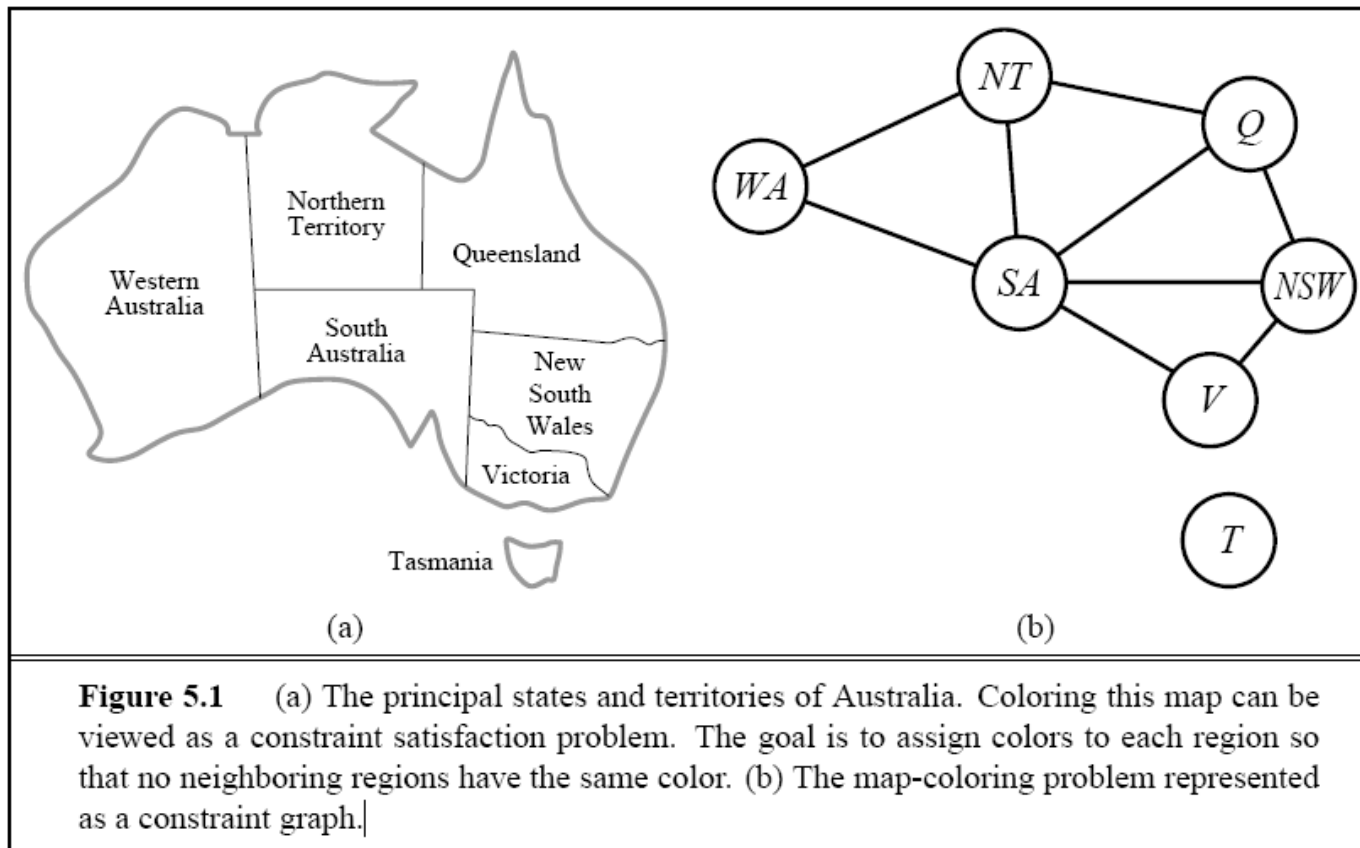 Northern
Territory
Western
Australia
Queensland
South
Australia
New
South
Wales
Victoria
Tasmania
(a)
NT
Q
WA
SA
NSW
V
T
(b)
Figure 5.1 (a) The principal states and territories of Australia. Coloring this map can be
viewed as a constraint satisfaction problem. The goal is to assign colors to each region so
that no neighboring regions have the same color. (b) The map-coloring problem represented
as a constraint graph.